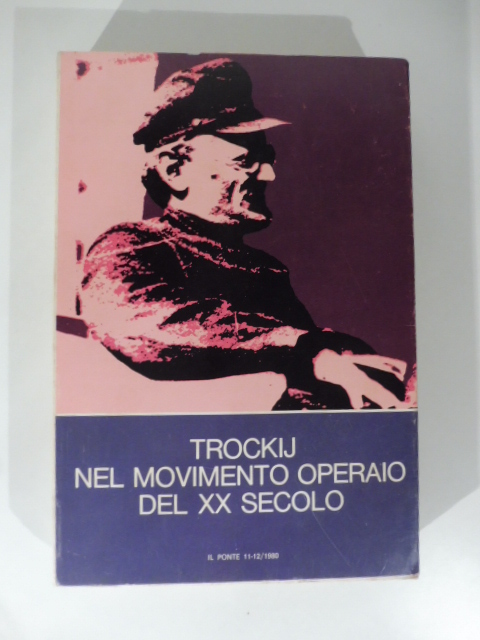 TROCKIJ
NEL MOVIMENTO OPERAIO
DEL XX SECOLO
IL PONTE 11-12/1980